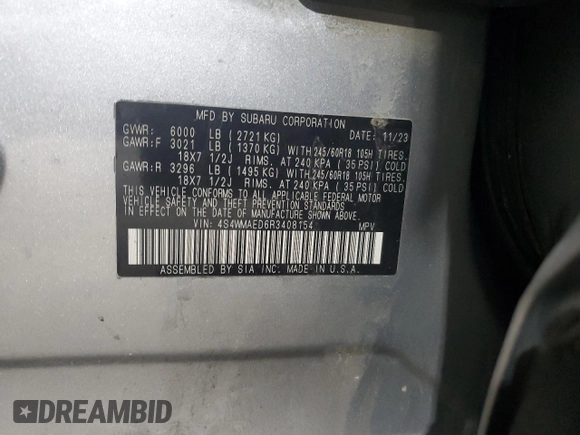 MFD BY SUBARU CORPORATION
GVWR: 6000 LB ( 2721 KG) DATE: 11/23
GAWR:F 3021 LB ( 1370 KG) WITH 245/60R18 105H TIRES.
18X7 1/2J RIMS. AT 240 KPA ( 35 PSI) COLD
GAWR:R 3296 LB ( 1495 KG) WITH 245/60R18 105H TIRES.
18X7 1/2J RIMS. AT 240 KPA ( 35 PSI) COLD
THIS VEHICLE CONFORMS TO ALL APPLICABLE FEDERAL MOTOR
VEHICLE SAFETY AND THEFT PREVENTION STANDARDS IN EFFECT
ON THE DATE OF MANUFACTURE SHOWN ABOVE.
VIN: 4S4WMAED6R3408154 MPV
ASSEMBLED BY SIA INC. MADE IN U.S.A.
DREAMBID